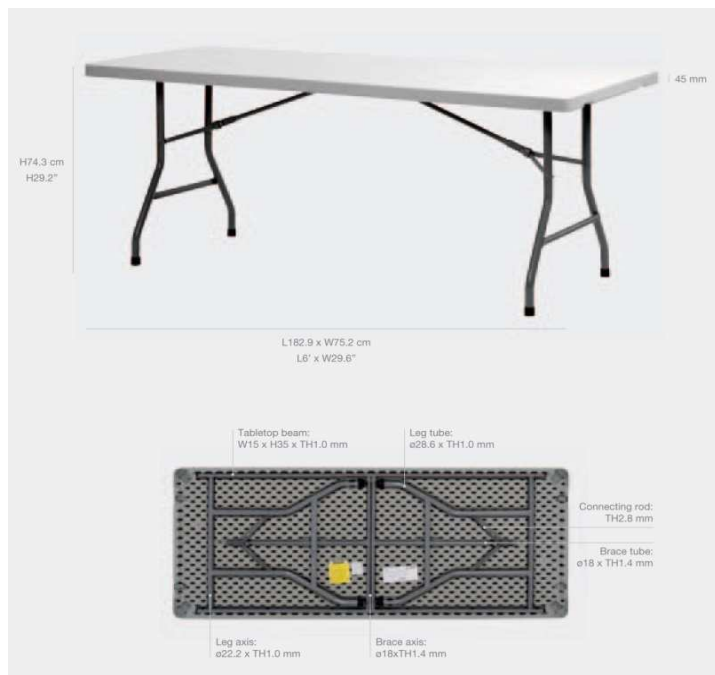 45 mm
H74.3 cm
H29.2"
L182.9 x W75.2 cm
L6' x W29.6"
Tabletop beam:
W15 x H35 x TH1.0 mm
Leg tube:
ø28.6 x TH1.0 mm
Connecting rod:
TH2.8 mm
Brace tube:
ø18 x TH1.4 mm
Leg axis:
ø22.2 x TH1.0 mm
Brace axis:
ø18xTH1.4 mm